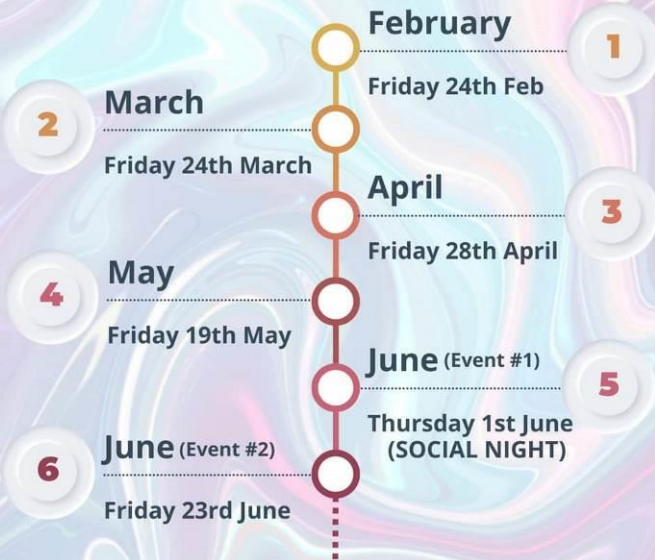 February
1
Friday 24th Feb
March
2
Friday 24th March
April
3
Friday 28th April
May
4
Friday 19th May
June (Event #1)
5
Thursday 1st June
(SOCIAL NIGHT)
June (Event #2)
6
Friday 23rd June